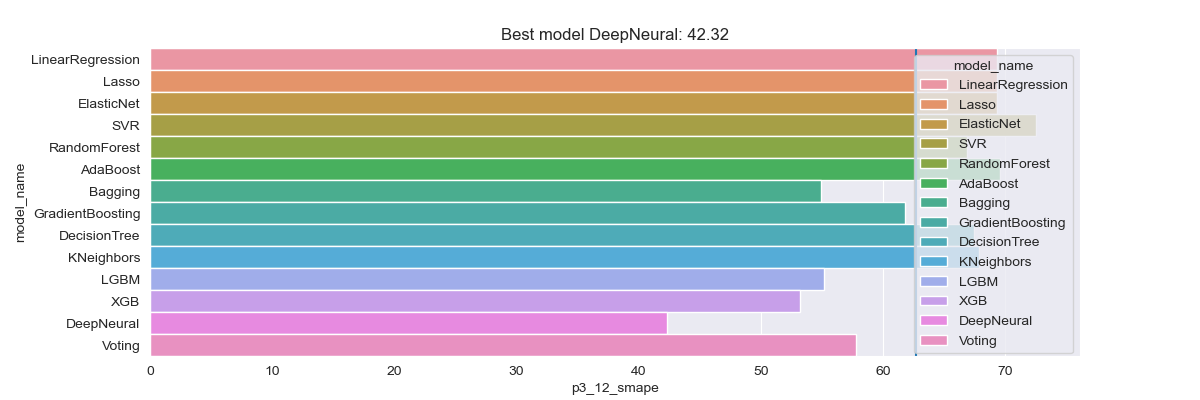 Best model DeepNeural: 42.32
model_name
LinearRegression
Lasso
ElasticNet
SVR
RandomForest
AdaBoost
Bagging
GradientBoosting
DecisionTree
KNeighbors
LGBM
XGB
DeepNeural
Voting
model_name
LinearRegression
Lasso
ElasticNet
SVR
RandomForest
AdaBoost
Bagging
GradientBoosting
DecisionTree
KNeighbors
LGBM
XGB
DeepNeural
Voting
0 10 20 30 40 50 60 70
p3_12_smape